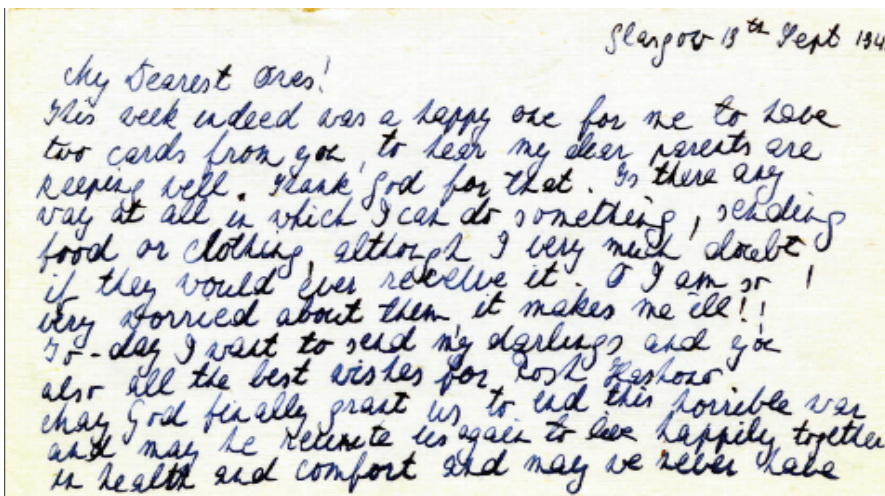 Glasgow 13th Sept 194
My Dearest Ones!
This week indeed was a happy one for me to have
two cards from you, to hear my dear parents are
keeping well. Thank God for that. Is there any
way at all in which I can do something, sending
food or clothing, although I very much doubt
if they would ever receive it. O I am so !
very worried about them it makes me ill!!
To-day I want to send my darlings and you
also all the best wishes for Rosh Hashono
May God finally grant us to end this horrible war
and may he reunite us again to live happily together
in health and comfort and may we never have